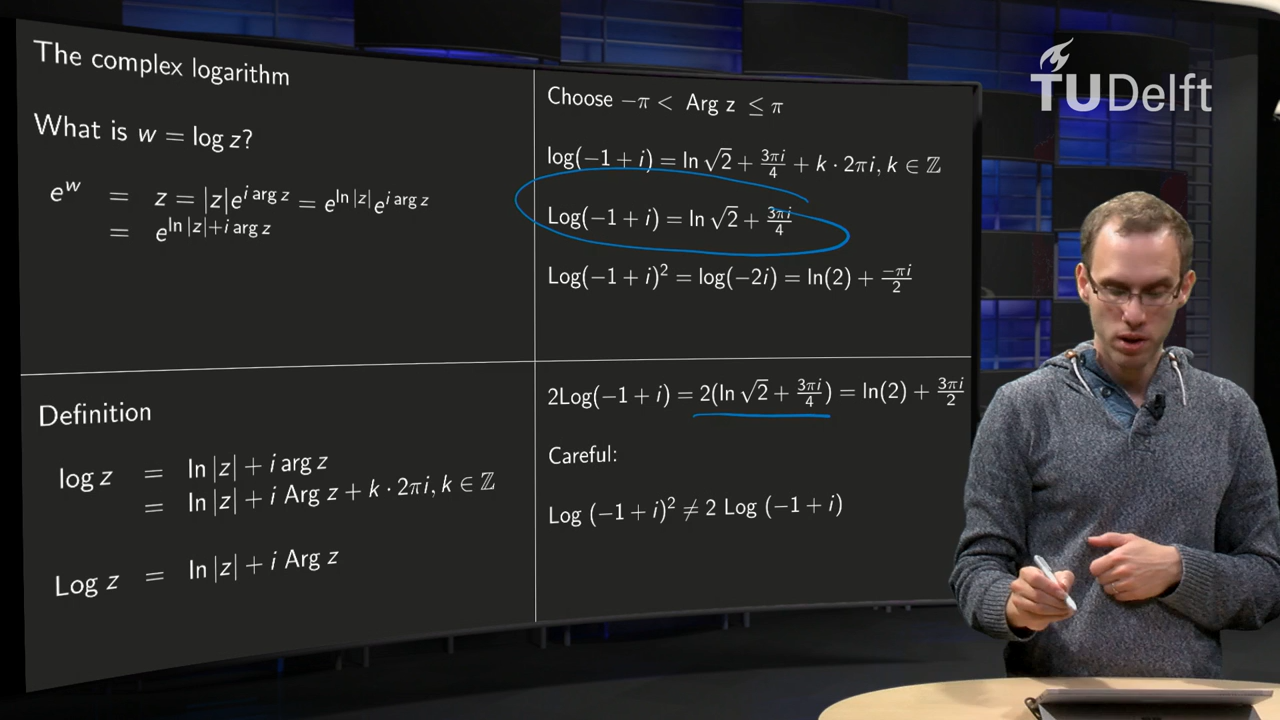 The complex logarithm
What is w = log z?
e^w = z = |z|e^{i arg z} = e^{ln |z|}e^{i arg z}
= e^{ln |z|+i arg z}
Definition
log z = ln |z| + i arg z
= ln |z| + i Arg z + k · 2πi, k ∈ ℤ
Log z = ln |z| + i Arg z
Choose −π < Arg z ≤ π
log(−1 + i) = ln √2 + 3πi/4 + k · 2πi, k ∈ ℤ
Log(−1 + i) = ln √2 + 3πi/4
Log(−1 + i)² = log(−2i) = ln(2) + −πi/2
2Log(−1 + i) = 2(ln √2 + 3πi/4) = ln(2) + 3πi/2
Careful:
Log (−1 + i)² ≠ 2 Log (−1 + i)
TUDelft